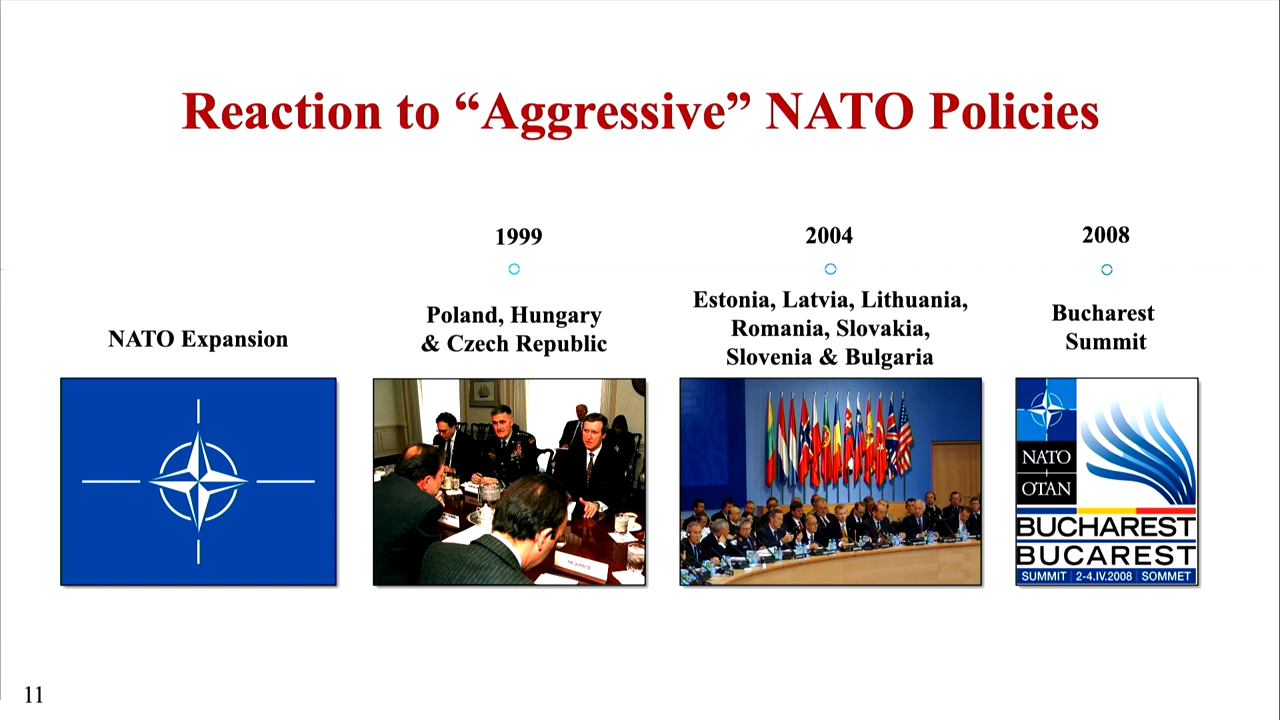 Reaction to “Aggressive” NATO Policies
NATO Expansion
1999
Poland, Hungary
& Czech Republic
2004
Estonia, Latvia, Lithuania,
Romania, Slovakia,
Slovenia & Bulgaria
2008
Bucharest
Summit
NATO
OTAN
BUCHAREST
BUCAREST
SUMMIT 2-4.IV.2008 SOMMET
11